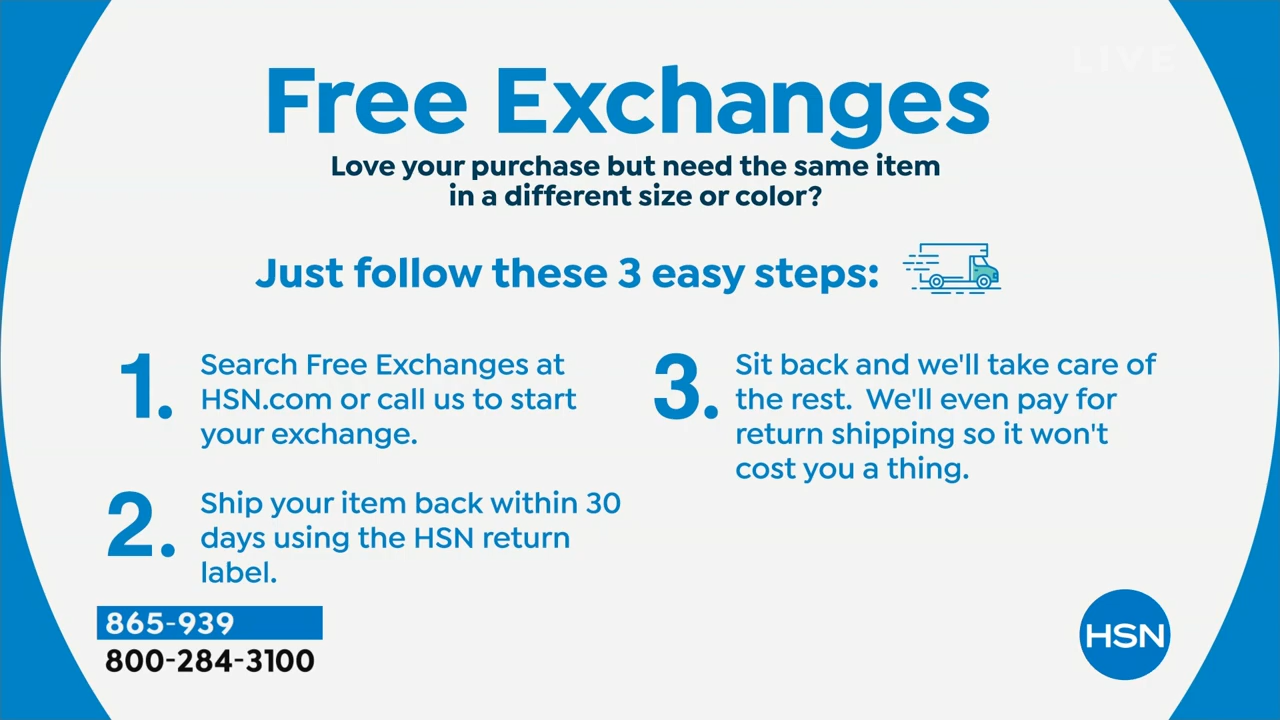 LIVE
Free Exchanges
Love your purchase but need the same item
in a different size or color?
Just follow these 3 easy steps:
1. Search Free Exchanges at
HSN.com or call us to start
your exchange.
2. Ship your item back within 30
days using the HSN return
label.
3. Sit back and we'll take care of
the rest. We'll even pay for
return shipping so it won't
cost you a thing.
865-939
800-284-3100
HSN